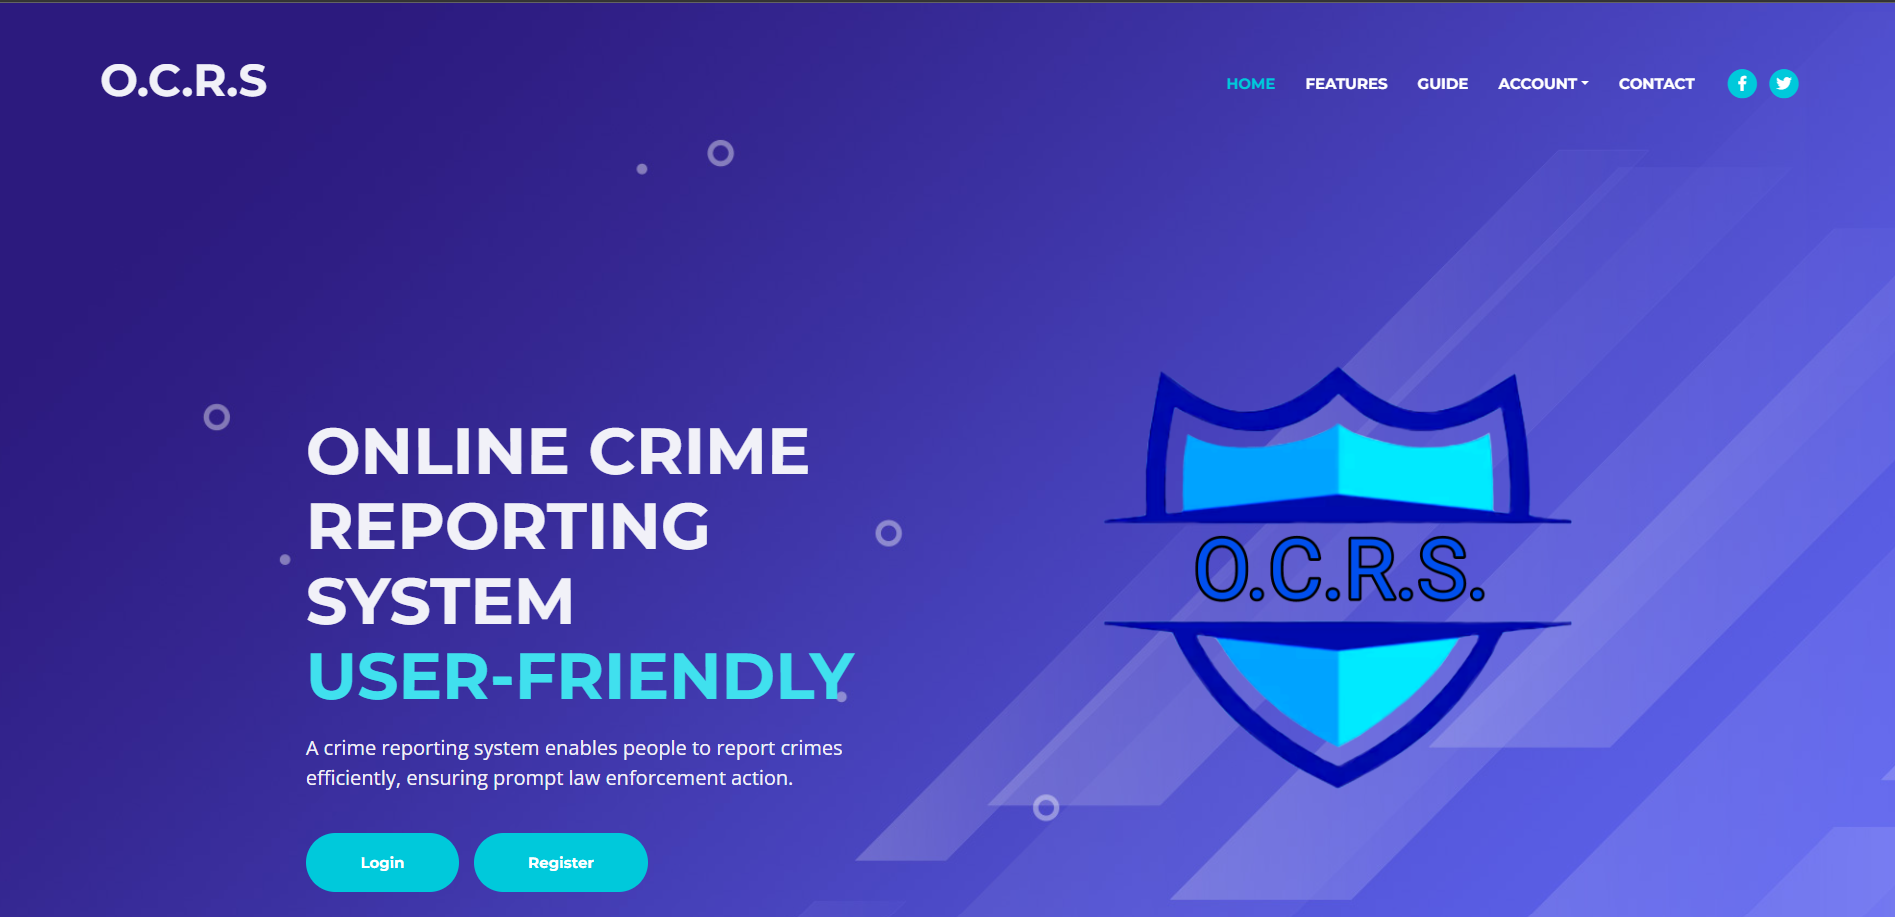 O.C.R.S
HOME FEATURES GUIDE ACCOUNT CONTACT
ONLINE CRIME
REPORTING
SYSTEM
USER-FRIENDLY
A crime reporting system enables people to report crimes
efficiently, ensuring prompt law enforcement action.
Login Register
O.C.R.S.